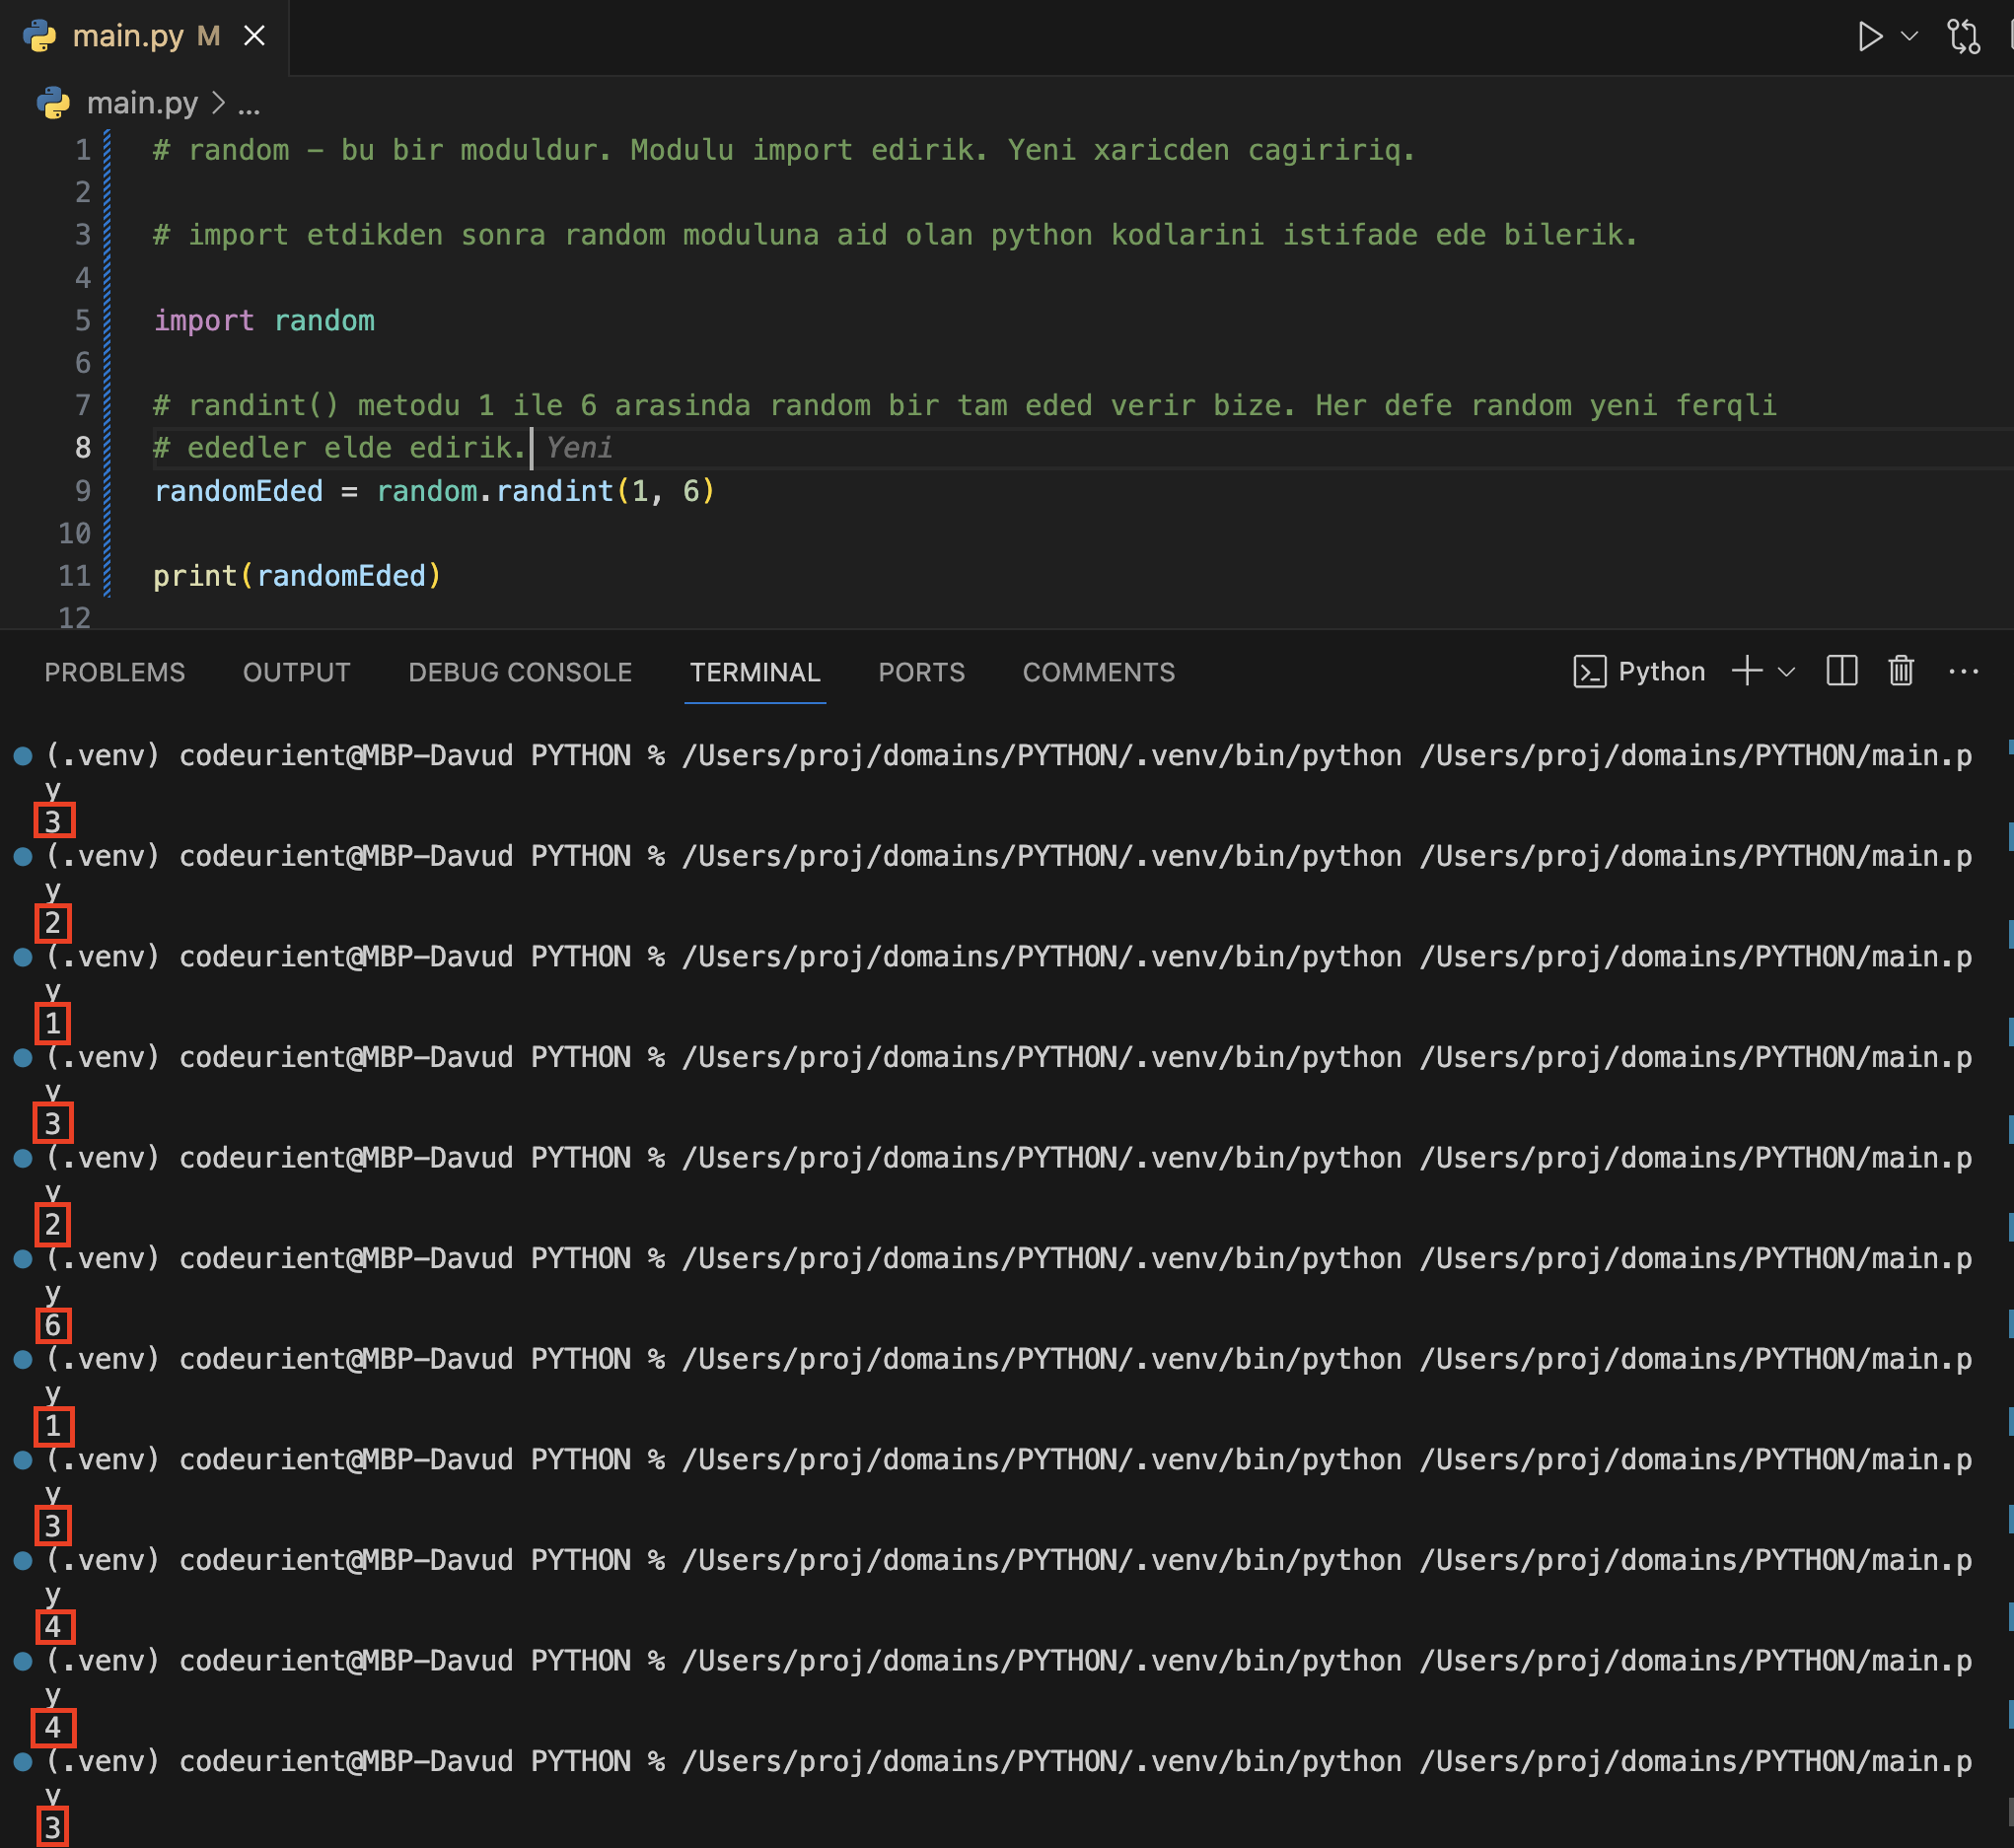 main.py M
main.py > ...
1 # random – bu bir moduldur. Modulu import edirik. Yeni xaricden cagiririq.
2
3 # import etdikden sonra random moduluna aid olan python kodlarini istifade ede bilerik.
4
5 import random
6
7 # randint() metodu 1 ile 6 arasinda random bir tam eded verir bize. Her defe random yeni ferqli
8 # ededler elde edirik. Yeni
9 randomEded = random.randint(1, 6)
10
11 print(randomEded)
12
PROBLEMS OUTPUT DEBUG CONSOLE TERMINAL PORTS COMMENTS Python
(.venv) codeurient@MBP-Davud PYTHON % /Users/proj/domains/PYTHON/.venv/bin/python /Users/proj/domains/PYTHON/main.p
y
3
(.venv) codeurient@MBP-Davud PYTHON % /Users/proj/domains/PYTHON/.venv/bin/python /Users/proj/domains/PYTHON/main.p
y
2
(.venv) codeurient@MBP-Davud PYTHON % /Users/proj/domains/PYTHON/.venv/bin/python /Users/proj/domains/PYTHON/main.p
y
1
(.venv) codeurient@MBP-Davud PYTHON % /Users/proj/domains/PYTHON/.venv/bin/python /Users/proj/domains/PYTHON/main.p
y
3
(.venv) codeurient@MBP-Davud PYTHON % /Users/proj/domains/PYTHON/.venv/bin/python /Users/proj/domains/PYTHON/main.p
y
2
(.venv) codeurient@MBP-Davud PYTHON % /Users/proj/domains/PYTHON/.venv/bin/python /Users/proj/domains/PYTHON/main.p
y
6
(.venv) codeurient@MBP-Davud PYTHON % /Users/proj/domains/PYTHON/.venv/bin/python /Users/proj/domains/PYTHON/main.p
y
1
(.venv) codeurient@MBP-Davud PYTHON % /Users/proj/domains/PYTHON/.venv/bin/python /Users/proj/domains/PYTHON/main.p
y
3
(.venv) codeurient@MBP-Davud PYTHON % /Users/proj/domains/PYTHON/.venv/bin/python /Users/proj/domains/PYTHON/main.p
y
4
(.venv) codeurient@MBP-Davud PYTHON % /Users/proj/domains/PYTHON/.venv/bin/python /Users/proj/domains/PYTHON/main.p
y
4
(.venv) codeurient@MBP-Davud PYTHON % /Users/proj/domains/PYTHON/.venv/bin/python /Users/proj/domains/PYTHON/main.p
y
3